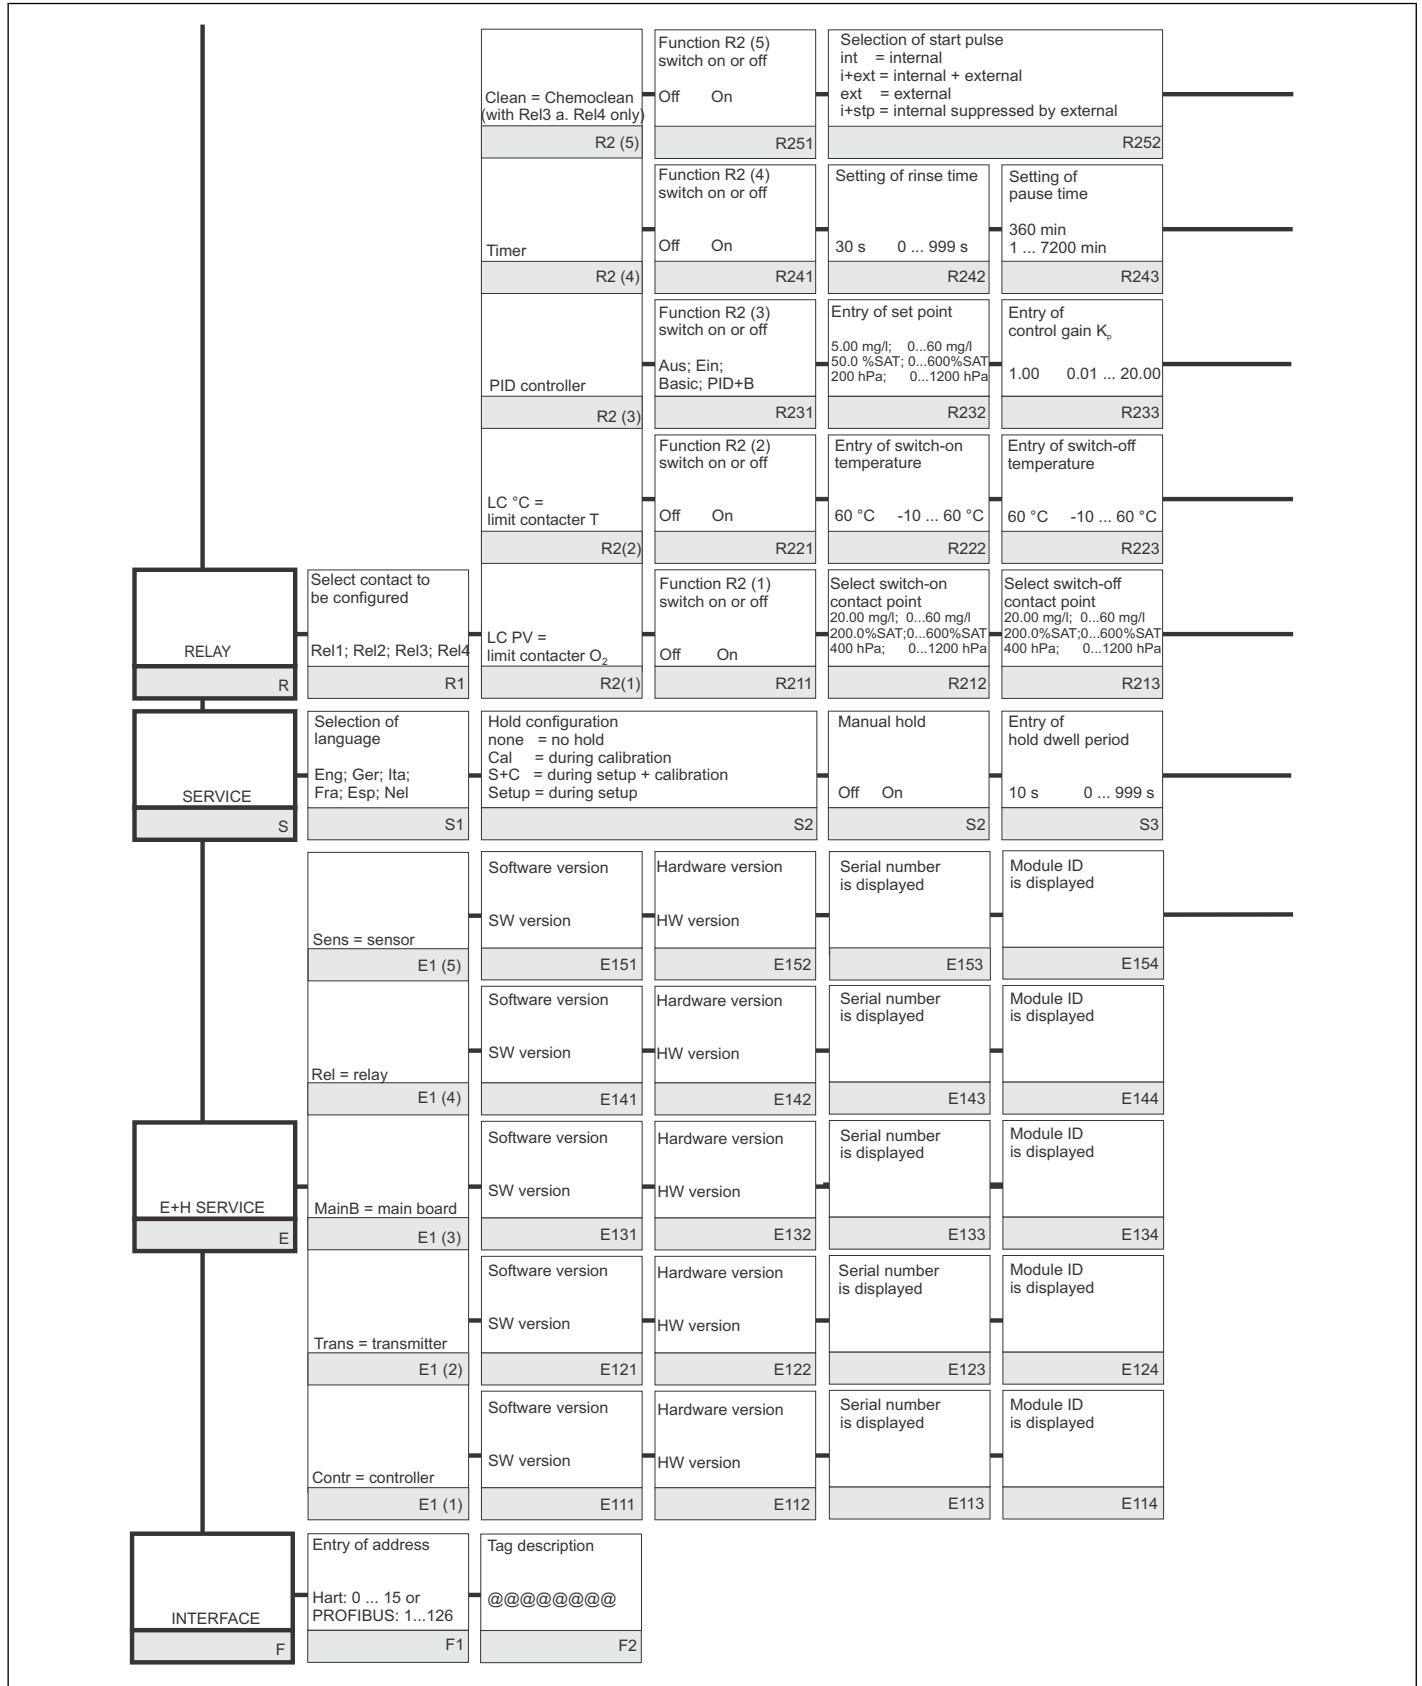 Clean = Chemoclean
(with Rel3 a. Rel4 only)
R2 (5)
Function R2 (5)
switch on or off
Off On
R251
Selection of start pulse
int = internal
i+ext = internal + external
ext = external
i+stp = internal suppressed by external
R252
Timer
R2 (4)
Function R2 (4)
switch on or off
Off On
R241
Setting of rinse time
30 s 0 ... 999 s
R242
Setting of
pause time
360 min
1 ... 7200 min
R243
PID controller
R2 (3)
Function R2 (3)
switch on or off
Aus; Ein;
Basic; PID+B
R231
Entry of set point
5.00 mg/l; 0...60 mg/l
50.0 %SAT; 0...600%SAT
200 hPa; 0...1200 hPa
R232
Entry of
control gain Kp
1.00 0.01 ... 20.00
R233
LC °C =
limit contacter T
R2(2)
Function R2 (2)
switch on or off
Off On
R221
Entry of switch-on
temperature
60 °C -10 ... 60 °C
R222
Entry of switch-off
temperature
60 °C -10 ... 60 °C
R223
RELAY
R
Select contact to
be configured
Rel1; Rel2; Rel3; Rel4
R1
LC PV =
limit contacter O2
R2(1)
Function R2 (1)
switch on or off
Off On
R211
Select switch-on
contact point
20.00 mg/l; 0...60 mg/l
200.0%SAT;0...600%SAT
400 hPa; 0...1200 hPa
R212
Select switch-off
contact point
20.00 mg/l; 0...60 mg/l
200.0%SAT;0...600%SAT
400 hPa; 0...1200 hPa
R213
SERVICE
S
Selection of
language
Eng; Ger; Ita;
Fra; Esp; Nel
S1
Hold configuration
none = no hold
Cal = during calibration
S+C = during setup + calibration
Setup = during setup
S2
Manual hold
Off On
S2
Entry of
hold dwell period
10 s 0 ... 999 s
S3
Sens = sensor
E1 (5)
Software version
SW version
E151
Hardware version
HW version
E152
Serial number
is displayed
E153
Module ID
is displayed
E154
Rel = relay
E1 (4)
Software version
SW version
E141
Hardware version
HW version
E142
Serial number
is displayed
E143
Module ID
is displayed
E144
E+H SERVICE
E
MainB = main board
E1 (3)
Software version
SW version
E131
Hardware version
HW version
E132
Serial number
is displayed
E133
Module ID
is displayed
E134
Trans = transmitter
E1 (2)
Software version
SW version
E121
Hardware version
HW version
E122
Serial number
is displayed
E123
Module ID
is displayed
E124
Contr = controller
E1 (1)
Software version
SW version
E111
Hardware version
HW version
E112
Serial number
is displayed
E113
Module ID
is displayed
E114
INTERFACE
F
Entry of address
Hart: 0 ... 15 or
PROFIBUS: 1...126
F1
Tag description
@@@@@@@@
F2